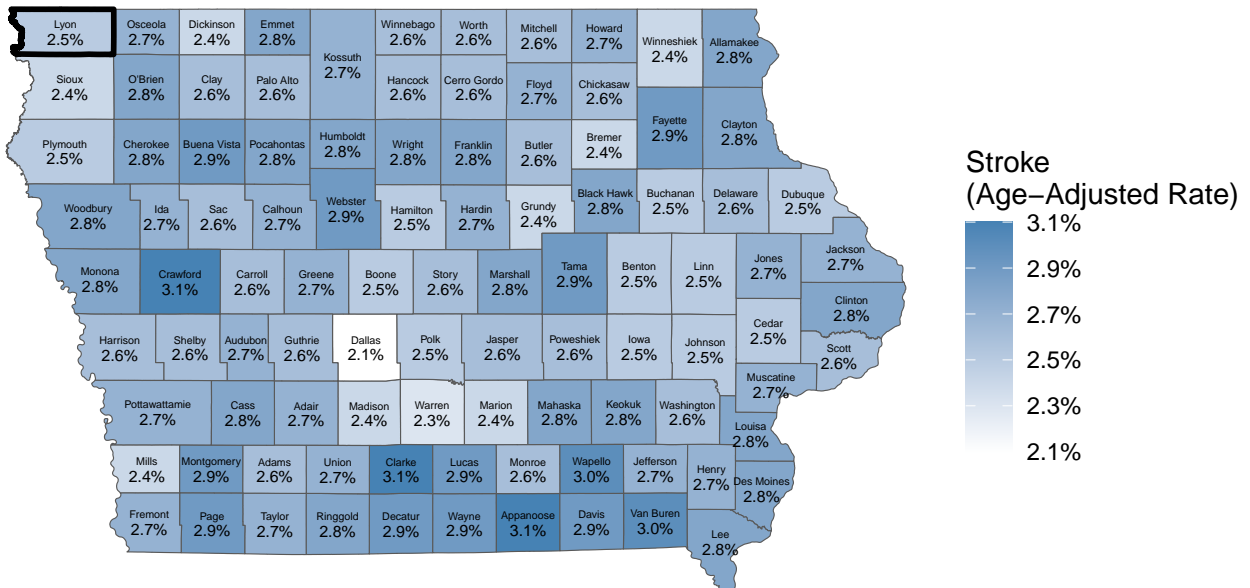 Lyon
2.5%
Osceola
2.7%
Dickinson
2.4%
Emmet
2.8%
Kossuth
2.7%
Winnebago
2.6%
Worth
2.6%
Mitchell
2.6%
Howard
2.7%
Winneshiek
2.4%
Allamakee
2.8%
Sioux
2.4%
O'Brien
2.8%
Clay
2.6%
Palo Alto
2.6%
Hancock
2.6%
Cerro Gordo
2.6%
Floyd
2.7%
Chickasaw
2.6%
Fayette
2.9%
Clayton
2.8%
Plymouth
2.5%
Cherokee
2.8%
Buena Vista
2.9%
Pocahontas
2.8%
Humboldt
2.8%
Wright
2.8%
Franklin
2.8%
Butler
2.6%
Bremer
2.4%
Woodbury
2.8%
Ida
2.7%
Sac
2.6%
Calhoun
2.7%
Webster
2.9%
Hamilton
2.5%
Hardin
2.7%
Grundy
2.4%
Black Hawk
2.8%
Buchanan
2.5%
Delaware
2.6%
Dubuque
2.5%
Monona
2.8%
Crawford
3.1%
Carroll
2.6%
Greene
2.7%
Boone
2.5%
Story
2.6%
Marshall
2.8%
Tama
2.9%
Benton
2.5%
Linn
2.5%
Jones
2.7%
Jackson
2.7%
Clinton
2.8%
Harrison
2.6%
Shelby
2.6%
Audubon
2.7%
Guthrie
2.6%
Dallas
2.1%
Polk
2.5%
Jasper
2.6%
Poweshiek
2.6%
Iowa
2.5%
Johnson
2.5%
Cedar
2.5%
Scott
2.6%
Muscatine
2.7%
Pottawattamie
2.7%
Cass
2.8%
Adair
2.7%
Madison
2.4%
Warren
2.3%
Marion
2.4%
Mahaska
2.8%
Keokuk
2.8%
Washington
2.6%
Louisa
2.8%
Mills
2.4%
Montgomery
2.9%
Adams
2.6%
Union
2.7%
Clarke
3.1%
Lucas
2.9%
Monroe
2.6%
Wapello
3.0%
Jefferson
2.7%
Henry
2.7%
Des Moines
2.8%
Fremont
2.7%
Page
2.9%
Taylor
2.7%
Ringgold
2.8%
Decatur
2.9%
Wayne
2.9%
Appanoose
3.1%
Davis
2.9%
Van Buren
3.0%
Lee
2.8%
Stroke
(Age−Adjusted Rate)
3.1%
2.9%
2.7%
2.5%
2.3%
2.1%